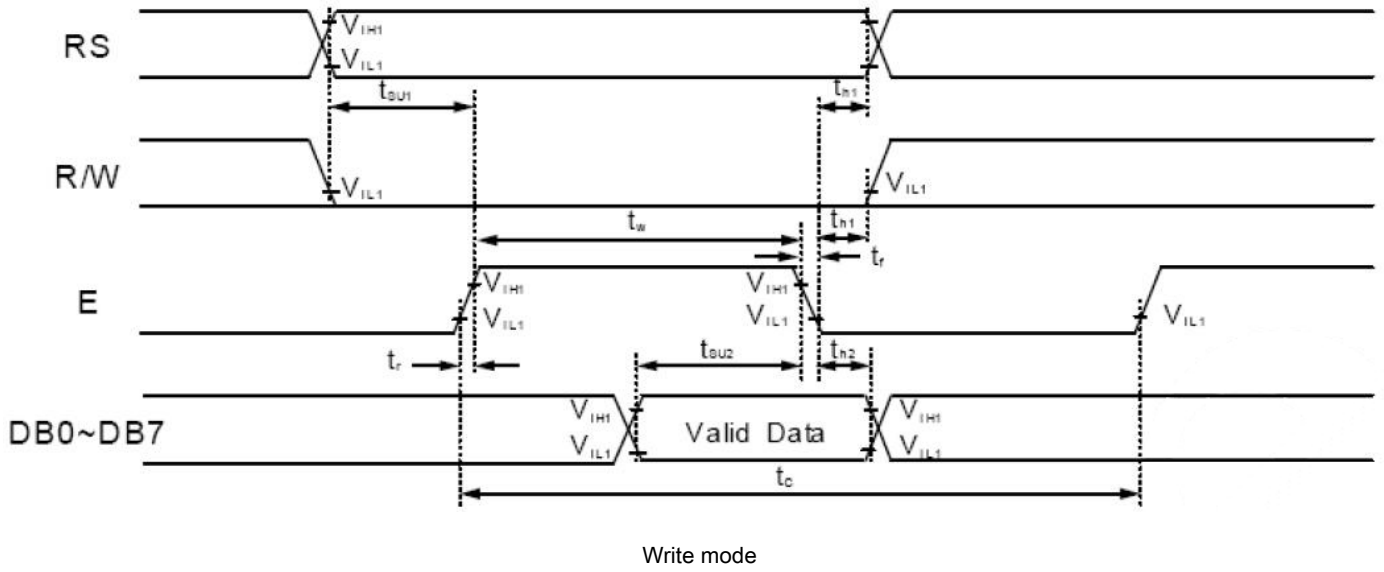 RS
V_IH1
V_IL1
t_SU1
t_h1
R/W
V_IL1
V_IL1
t_w
t_h1
t_f
E
V_IH1
V_IL1
V_IH1
V_IL1
V_IL1
t_r
t_SU2
t_h2
DB0~DB7
V_IH1
V_IL1
Valid Data
V_IH1
V_IL1
t_c
Write mode